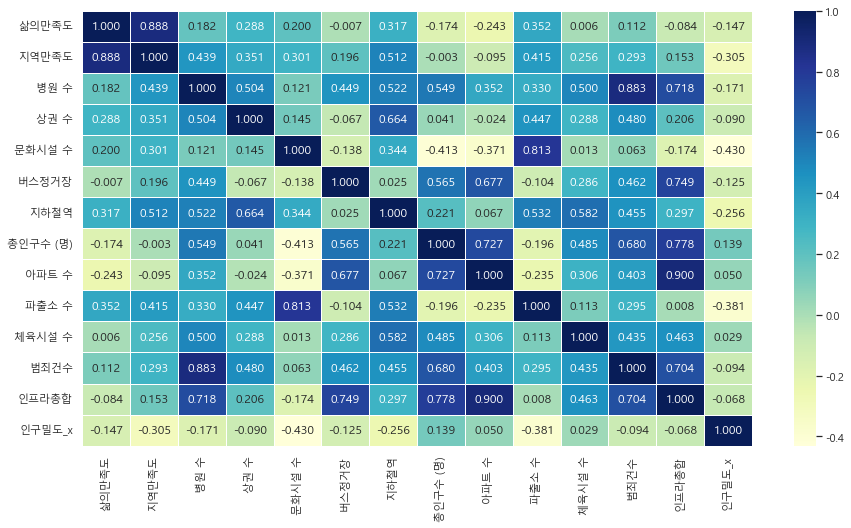 삶의만족도 1.000 0.888 0.182 0.288 0.200 -0.007 0.317 -0.174 -0.243 0.352 0.006 0.112 -0.084 -0.147
지역만족도 0.888 1.000 0.439 0.351 0.301 0.196 0.512 -0.003 -0.095 0.415 0.256 0.293 0.153 -0.305
병원 수 0.182 0.439 1.000 0.504 0.121 0.449 0.522 0.549 0.352 0.330 0.500 0.883 0.718 -0.171
상권 수 0.288 0.351 0.504 1.000 0.145 -0.067 0.664 0.041 -0.024 0.447 0.288 0.480 0.206 -0.090
문화시설 수 0.200 0.301 0.121 0.145 1.000 -0.138 0.344 -0.413 -0.371 0.813 0.013 0.063 -0.174 -0.430
버스정거장 -0.007 0.196 0.449 -0.067 -0.138 1.000 0.025 0.565 0.677 -0.104 0.286 0.462 0.749 -0.125
지하철역 0.317 0.512 0.522 0.664 0.344 0.025 1.000 0.221 0.067 0.532 0.582 0.455 0.297 -0.256
총인구수 (명) -0.174 -0.003 0.549 0.041 -0.413 0.565 0.221 1.000 0.727 -0.196 0.485 0.680 0.778 0.139
아파트 수 -0.243 -0.095 0.352 -0.024 -0.371 0.677 0.067 0.727 1.000 -0.235 0.306 0.403 0.900 0.050
파출소 수 0.352 0.415 0.330 0.447 0.813 -0.104 0.532 -0.196 -0.235 1.000 0.113 0.295 0.008 -0.381
체육시설 수 0.006 0.256 0.500 0.288 0.013 0.286 0.582 0.485 0.306 0.113 1.000 0.435 0.463 0.029
범죄건수 0.112 0.293 0.883 0.480 0.063 0.462 0.455 0.680 0.403 0.295 0.435 1.000 0.704 -0.094
인프라종합 -0.084 0.153 0.718 0.206 -0.174 0.749 0.297 0.778 0.900 0.008 0.463 0.704 1.000 -0.068
인구밀도_x -0.147 -0.305 -0.171 -0.090 -0.430 -0.125 -0.256 0.139 0.050 -0.381 0.029 -0.094 -0.068 1.000
삶의만족도
지역만족도
병원 수
상권 수
문화시설 수
버스정거장
지하철역
총인구수 (명)
아파트 수
파출소 수
체육시설 수
범죄건수
인프라종합
인구밀도_x
1.0
0.8
0.6
0.4
0.2
0.0
-0.2
-0.4